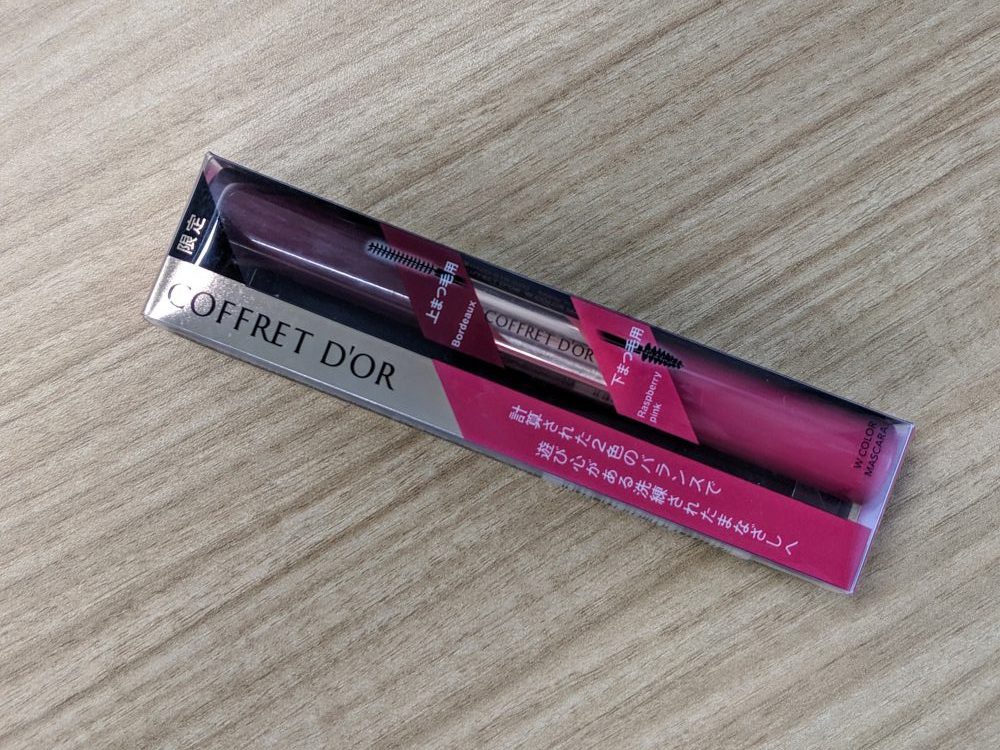 限定
COFFRET D'OR
上まつ毛用
Bordeaux
COFFRET D'OR
下まつ毛用
Raspberry
pink
W COLOR
MASCARA
計算された2色のバランスで
遊び心がある洗練されたまなざしへ